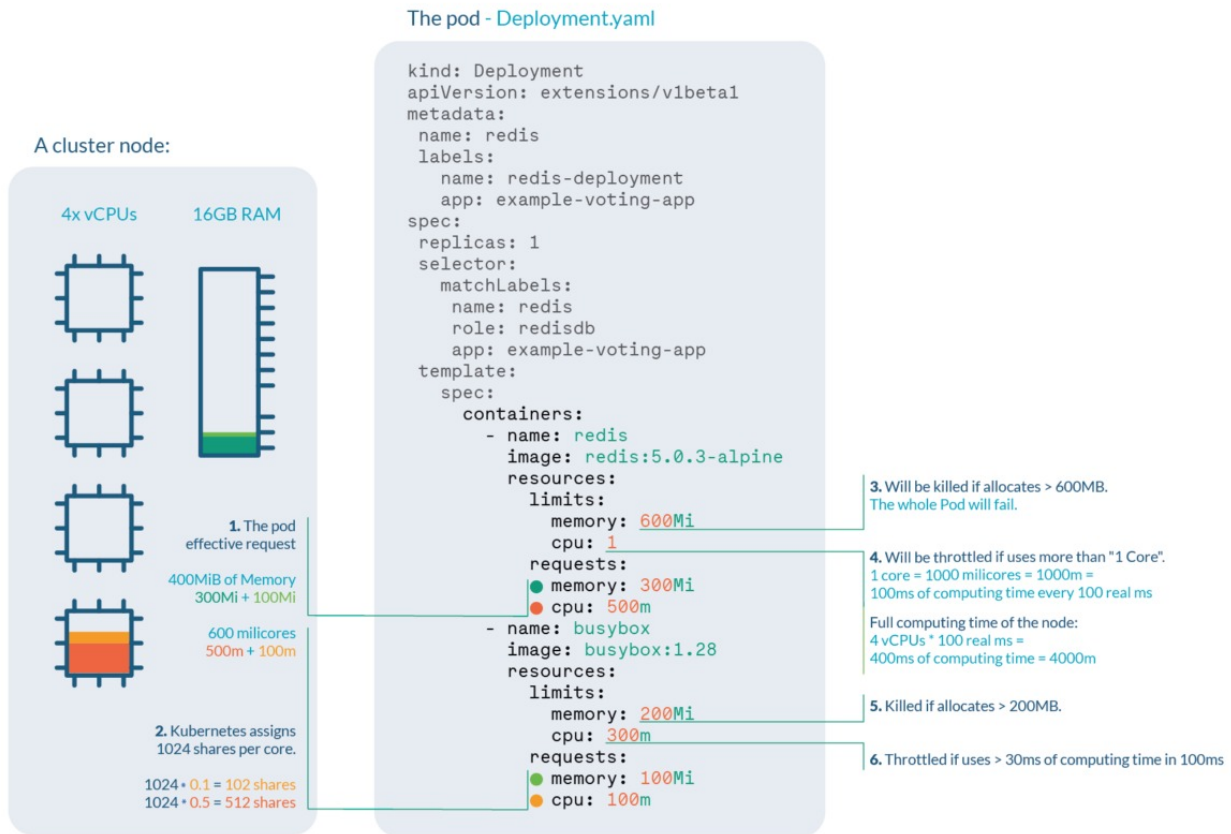 The pod - Deployment.yaml
kind: Deployment
apiVersion: extensions/v1beta1
metadata:
name: redis
labels:
name: redis-deployment
app: example-voting-app
spec:
replicas: 1
selector:
matchLabels:
name: redis
role: redisdb
app: example-voting-app
template:
spec:
containers:
- name: redis
image: redis:5.0.3-alpine
resources:
limits:
memory: 600Mi
cpu: 1
requests:
memory: 300Mi
cpu: 500m
- name: busybox
image: busybox:1.28
resources:
limits:
memory: 200Mi
cpu: 300m
requests:
memory: 100Mi
cpu: 100m
A cluster node:
4x vCPUs
16GB RAM
1. The pod
effective request
400MiB of Memory
300Mi + 100Mi
600 milicores
500m + 100m
2. Kubernetes assigns
1024 shares per core.
1024 * 0.1 = 102 shares
1024 * 0.5 = 512 shares
3. Will be killed if allocates > 600MB.
The whole Pod will fail.
4. Will be throttled if uses more than "1 Core".
1 core = 1000 milicores = 1000m =
100ms of computing time every 100 real ms
Full computing time of the node:
4 vCPUs * 100 real ms =
400ms of computing time = 4000m
5. Killed if allocates > 200MB.
6. Throttled if uses > 30ms of computing time in 100ms